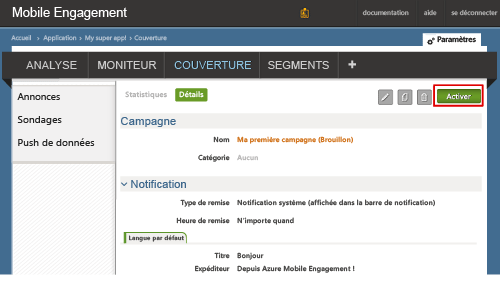 Mobile Engagement
documentation aide se déconnecter
Accueil › Application › My super app! › Couverture
Paramètres
ANALYSE MONITEUR COUVERTURE SEGMENTS +
Annonces
Sondages
Push de données
Statistiques Détails Activer
Campagne
Nom Ma première campagne (Brouillon)
Catégorie Aucun
Notification
Type de remise Notification système (affichée dans la barre de notification)
Heure de remise N'importe quand
Langue par défaut
Titre Bonjour
Expéditeur Depuis Azure Mobile Engagement !